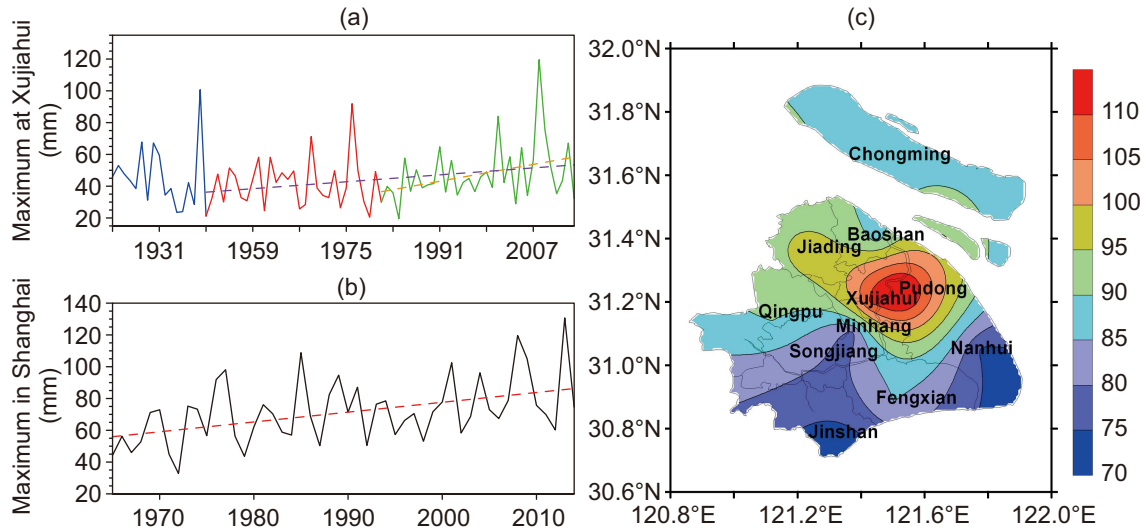 (a)
Maximum at Xujiahui
(mm)
120
100
80
60
40
20
1931
1959
1975
1991
2007
(b)
Maximum in Shanghai
(mm)
140
120
100
80
60
40
20
1970
1980
1990
2000
2010
(c)
32.0°N
31.8°N
31.6°N
31.4°N
31.2°N
31.0°N
30.8°N
30.6°N
120.8°E
121.2°E
121.6°E
122.0°E
Chongming
Baoshan
Jiading
Pudong
Xujiahui
Qingpu
Minhang
Songjiang
Nanhui
Fengxian
Jinshan
110
105
100
95
90
85
80
75
70